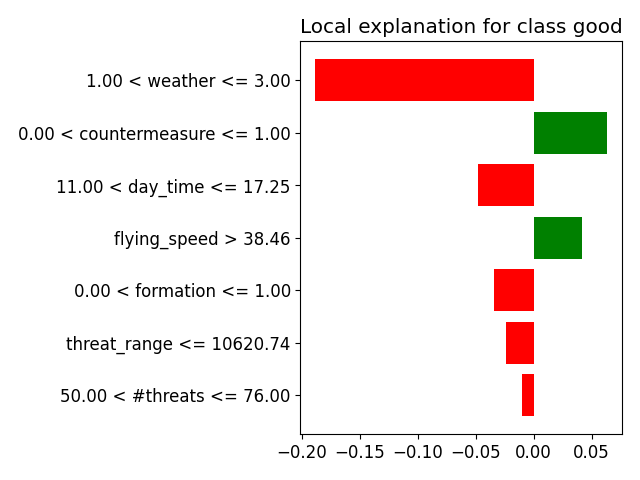 Local explanation for class good
1.00 < weather <= 3.00
0.00 < countermeasure <= 1.00
11.00 < day_time <= 17.25
flying_speed > 38.46
0.00 < formation <= 1.00
threat_range <= 10620.74
50.00 < #threats <= 76.00
−0.20 −0.15 −0.10 −0.05 0.00 0.05